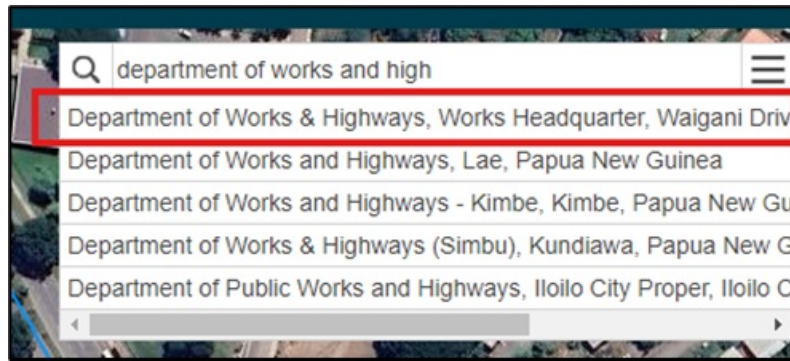 department of works and high
Department of Works & Highways, Works Headquarter, Waigani Driv
Department of Works and Highways, Lae, Papua New Guinea
Department of Works and Highways - Kimbe, Kimbe, Papua New Gu
Department of Works & Highways (Simbu), Kundiawa, Papua New G
Department of Public Works and Highways, Iloilo City Proper, Iloilo C